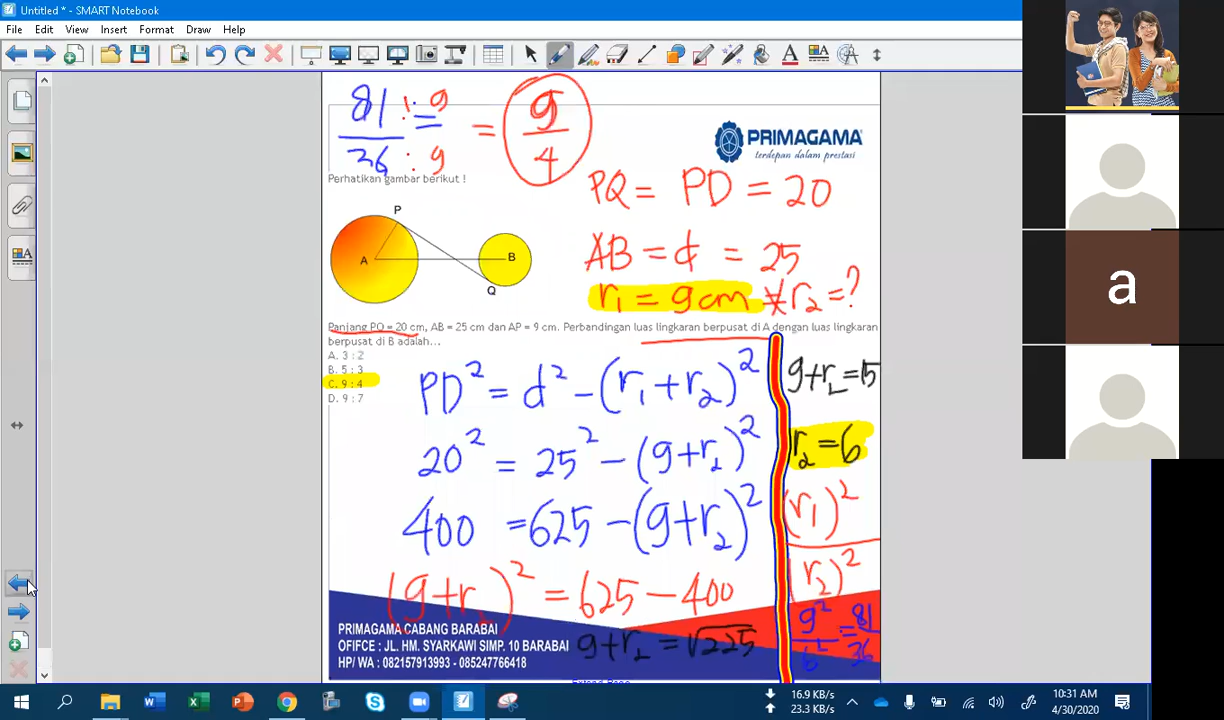 Untitled * - SMART Notebook
File Edit View Insert Format Draw Help
81 : 9 = 9
36 : 9 4
PRIMAGAMA
terdepan dalam prestasi
Perhatikan gambar berikut !
PQ = PD = 20
P
A
B
Q
AB = d = 25
r1 = 9 cm * r2 = ?
Panjang PQ = 20 cm, AB = 25 cm dan AP = 9 cm. Perbandingan luas lingkaran berpusat di A dengan luas lingkaran
berpusat di B adalah...
A. 3 : 2
B. 5 : 3
C. 9 : 4
D. 9 : 7
PD² = d² - (r1 + r2)²
20² = 25² - (9+r2)²
400 = 625 - (9+r2)²
(9+r2)² = 625 - 400
9+r2 = √225
9+r2 = 15
r2 = 6
(r1)²
r2)²
9² = 81
6² 36
PRIMAGAMA CABANG BARABAI
OFIFCE : JL. HM. SYARKAWI SIMP. 10 BARABAI
HP/ WA : 082157913993 - 085247766418
Extend Page
a
16.9 KB/s
23.3 KB/s
10:31 AM
4/30/2020